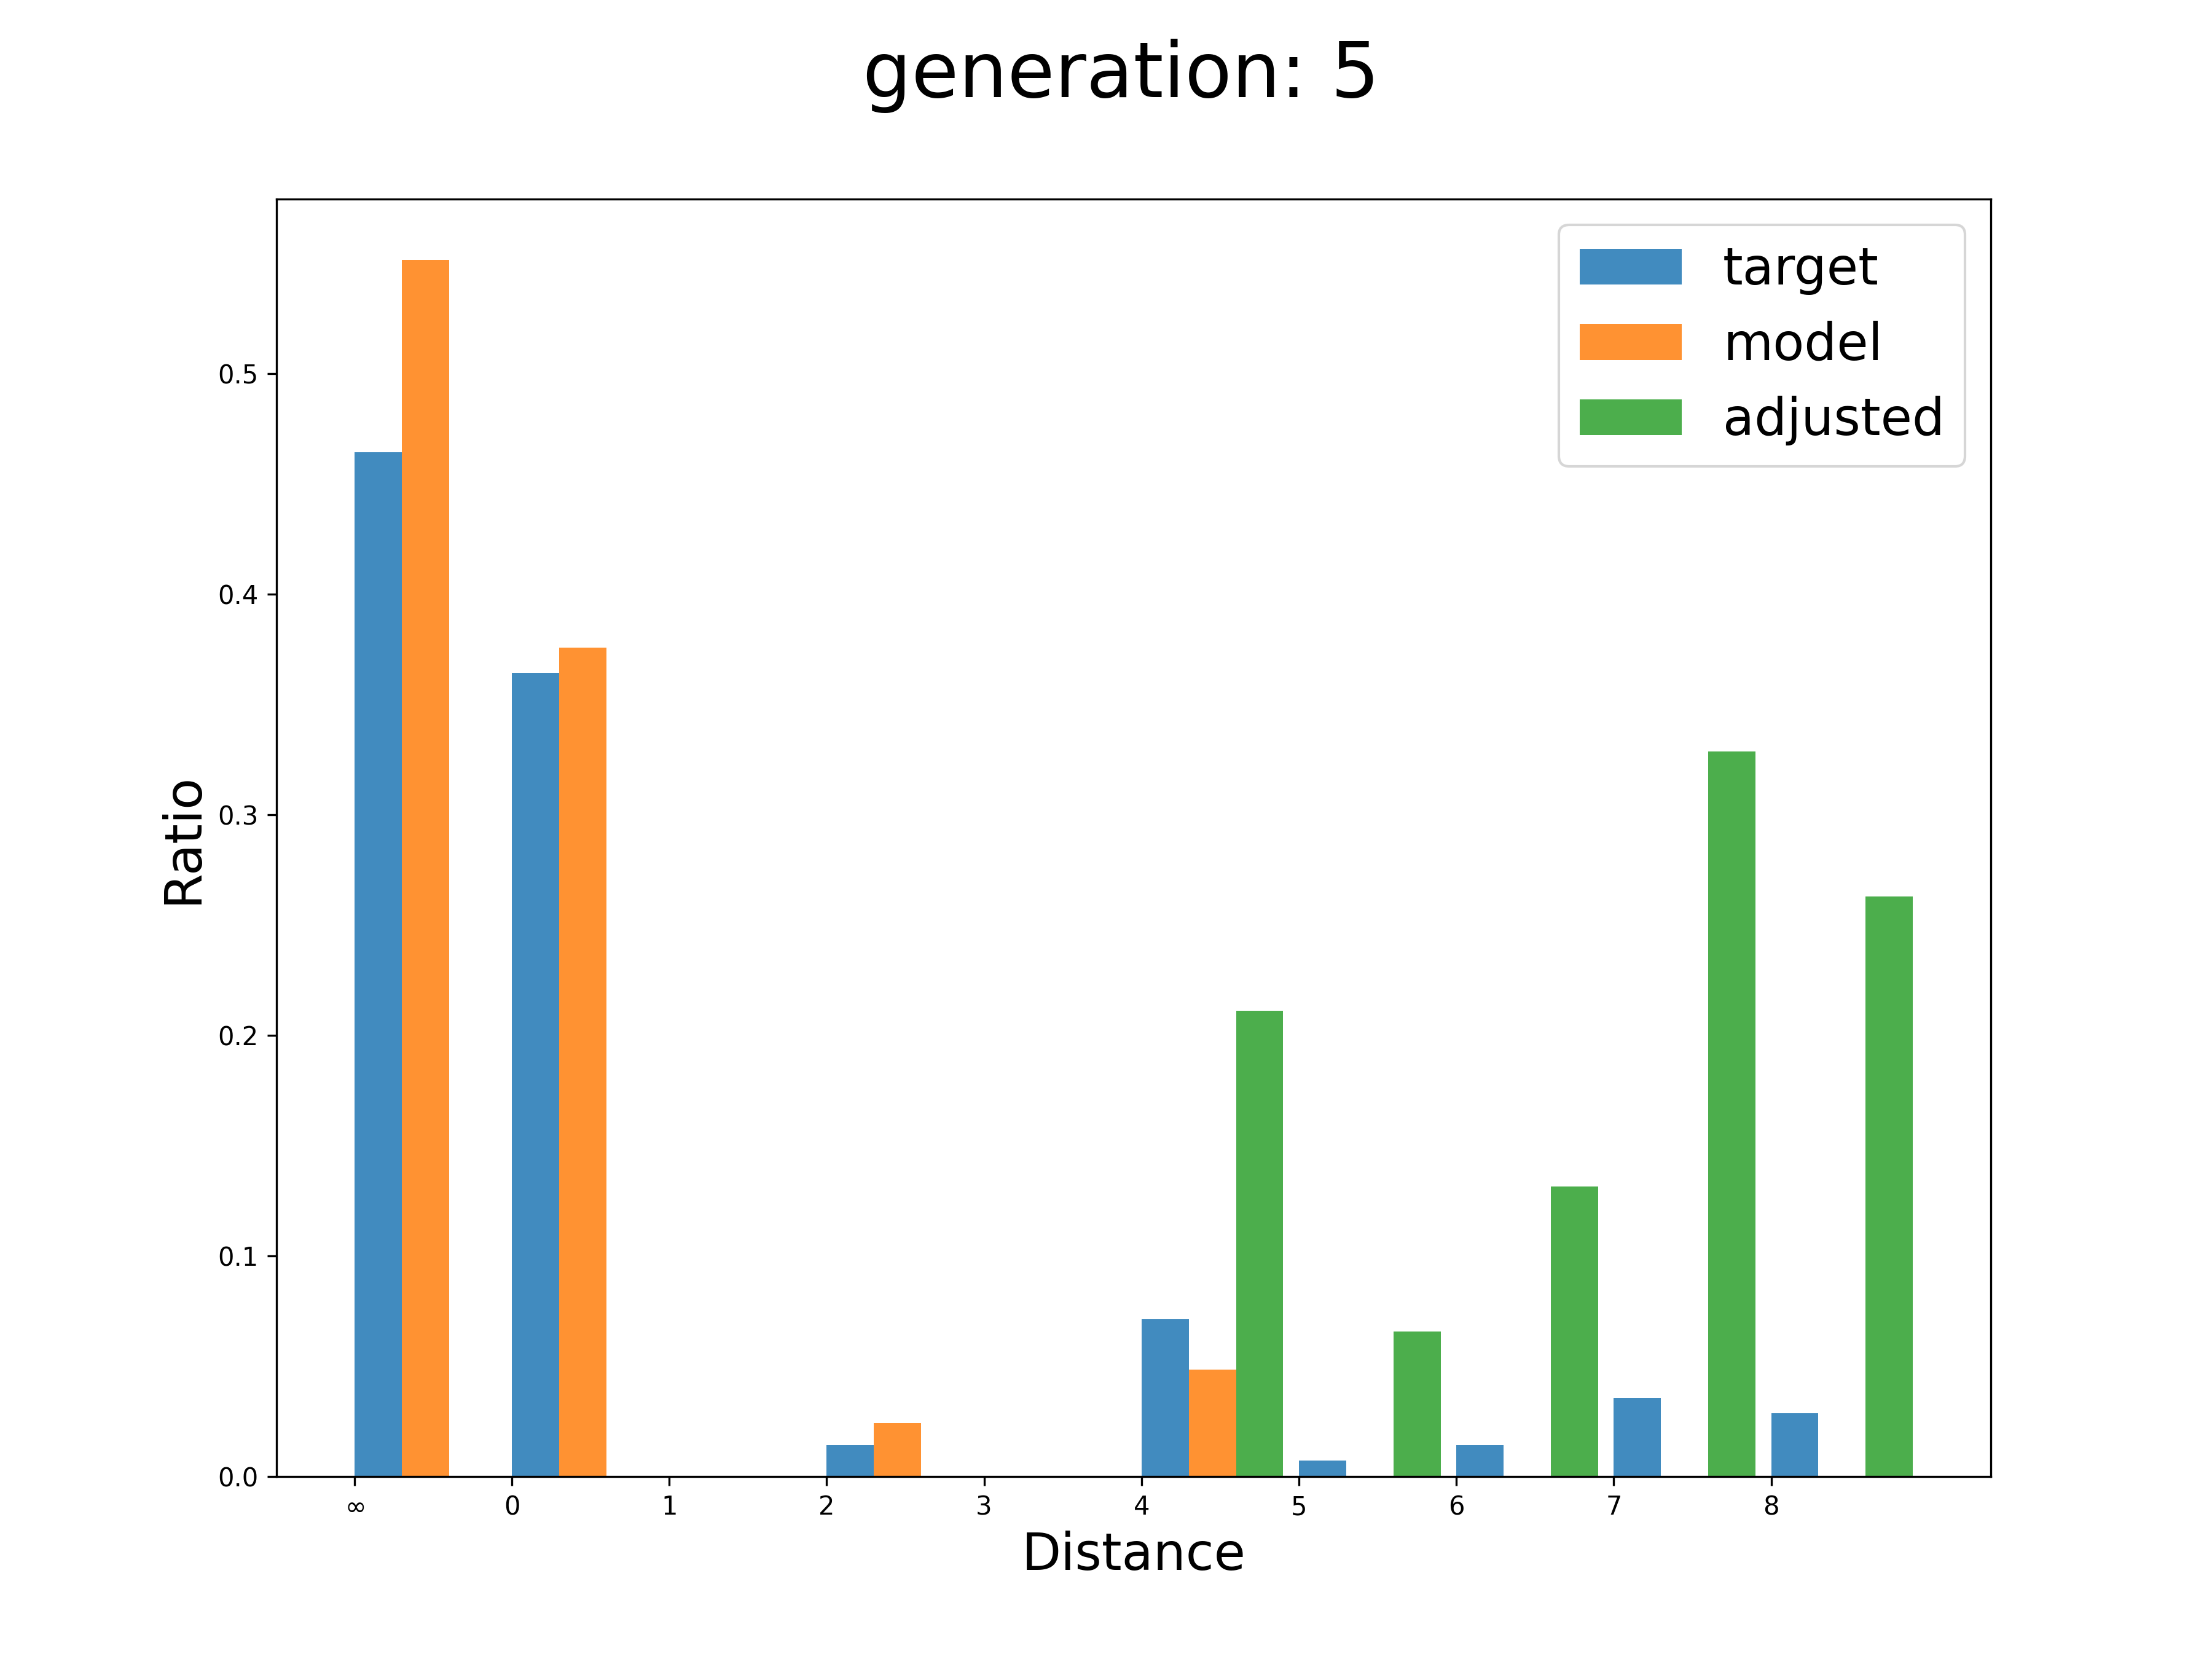 generation: 5
target
model
adjusted
Ratio
0.5
0.4
0.3
0.2
0.1
0.0
∞ 0 1 2 3 4 5 6 7 8
Distance